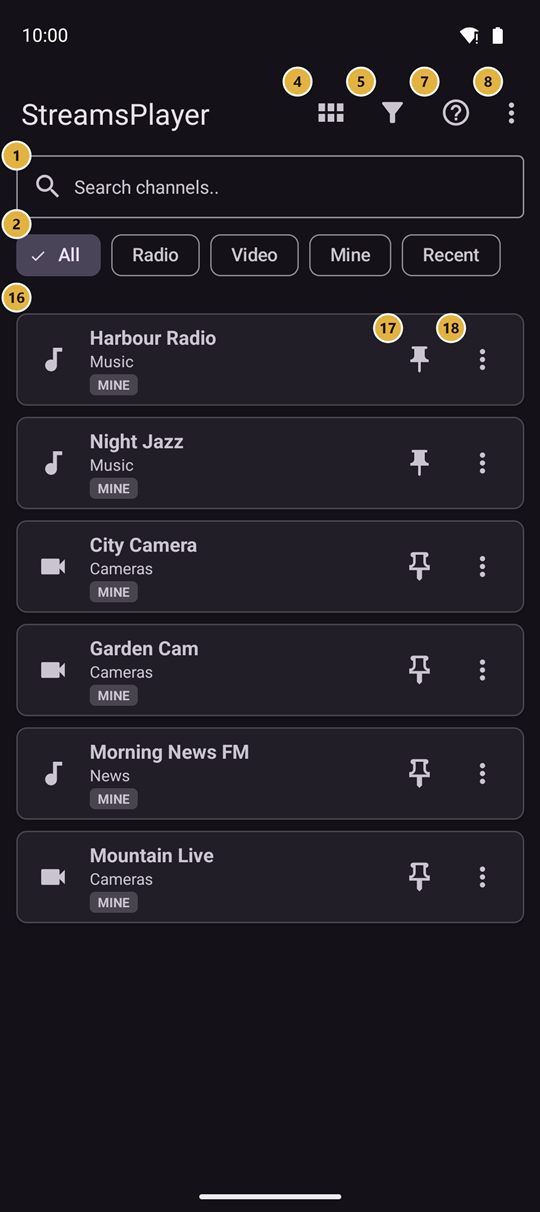 10:00
4 5 7 8
StreamsPlayer
1
Search channels..
2
All Radio Video Mine Recent
16
Harbour Radio 17 18
Music
MINE
Night Jazz
Music
MINE
City Camera
Cameras
MINE
Garden Cam
Cameras
MINE
Morning News FM
News
MINE
Mountain Live
Cameras
MINE